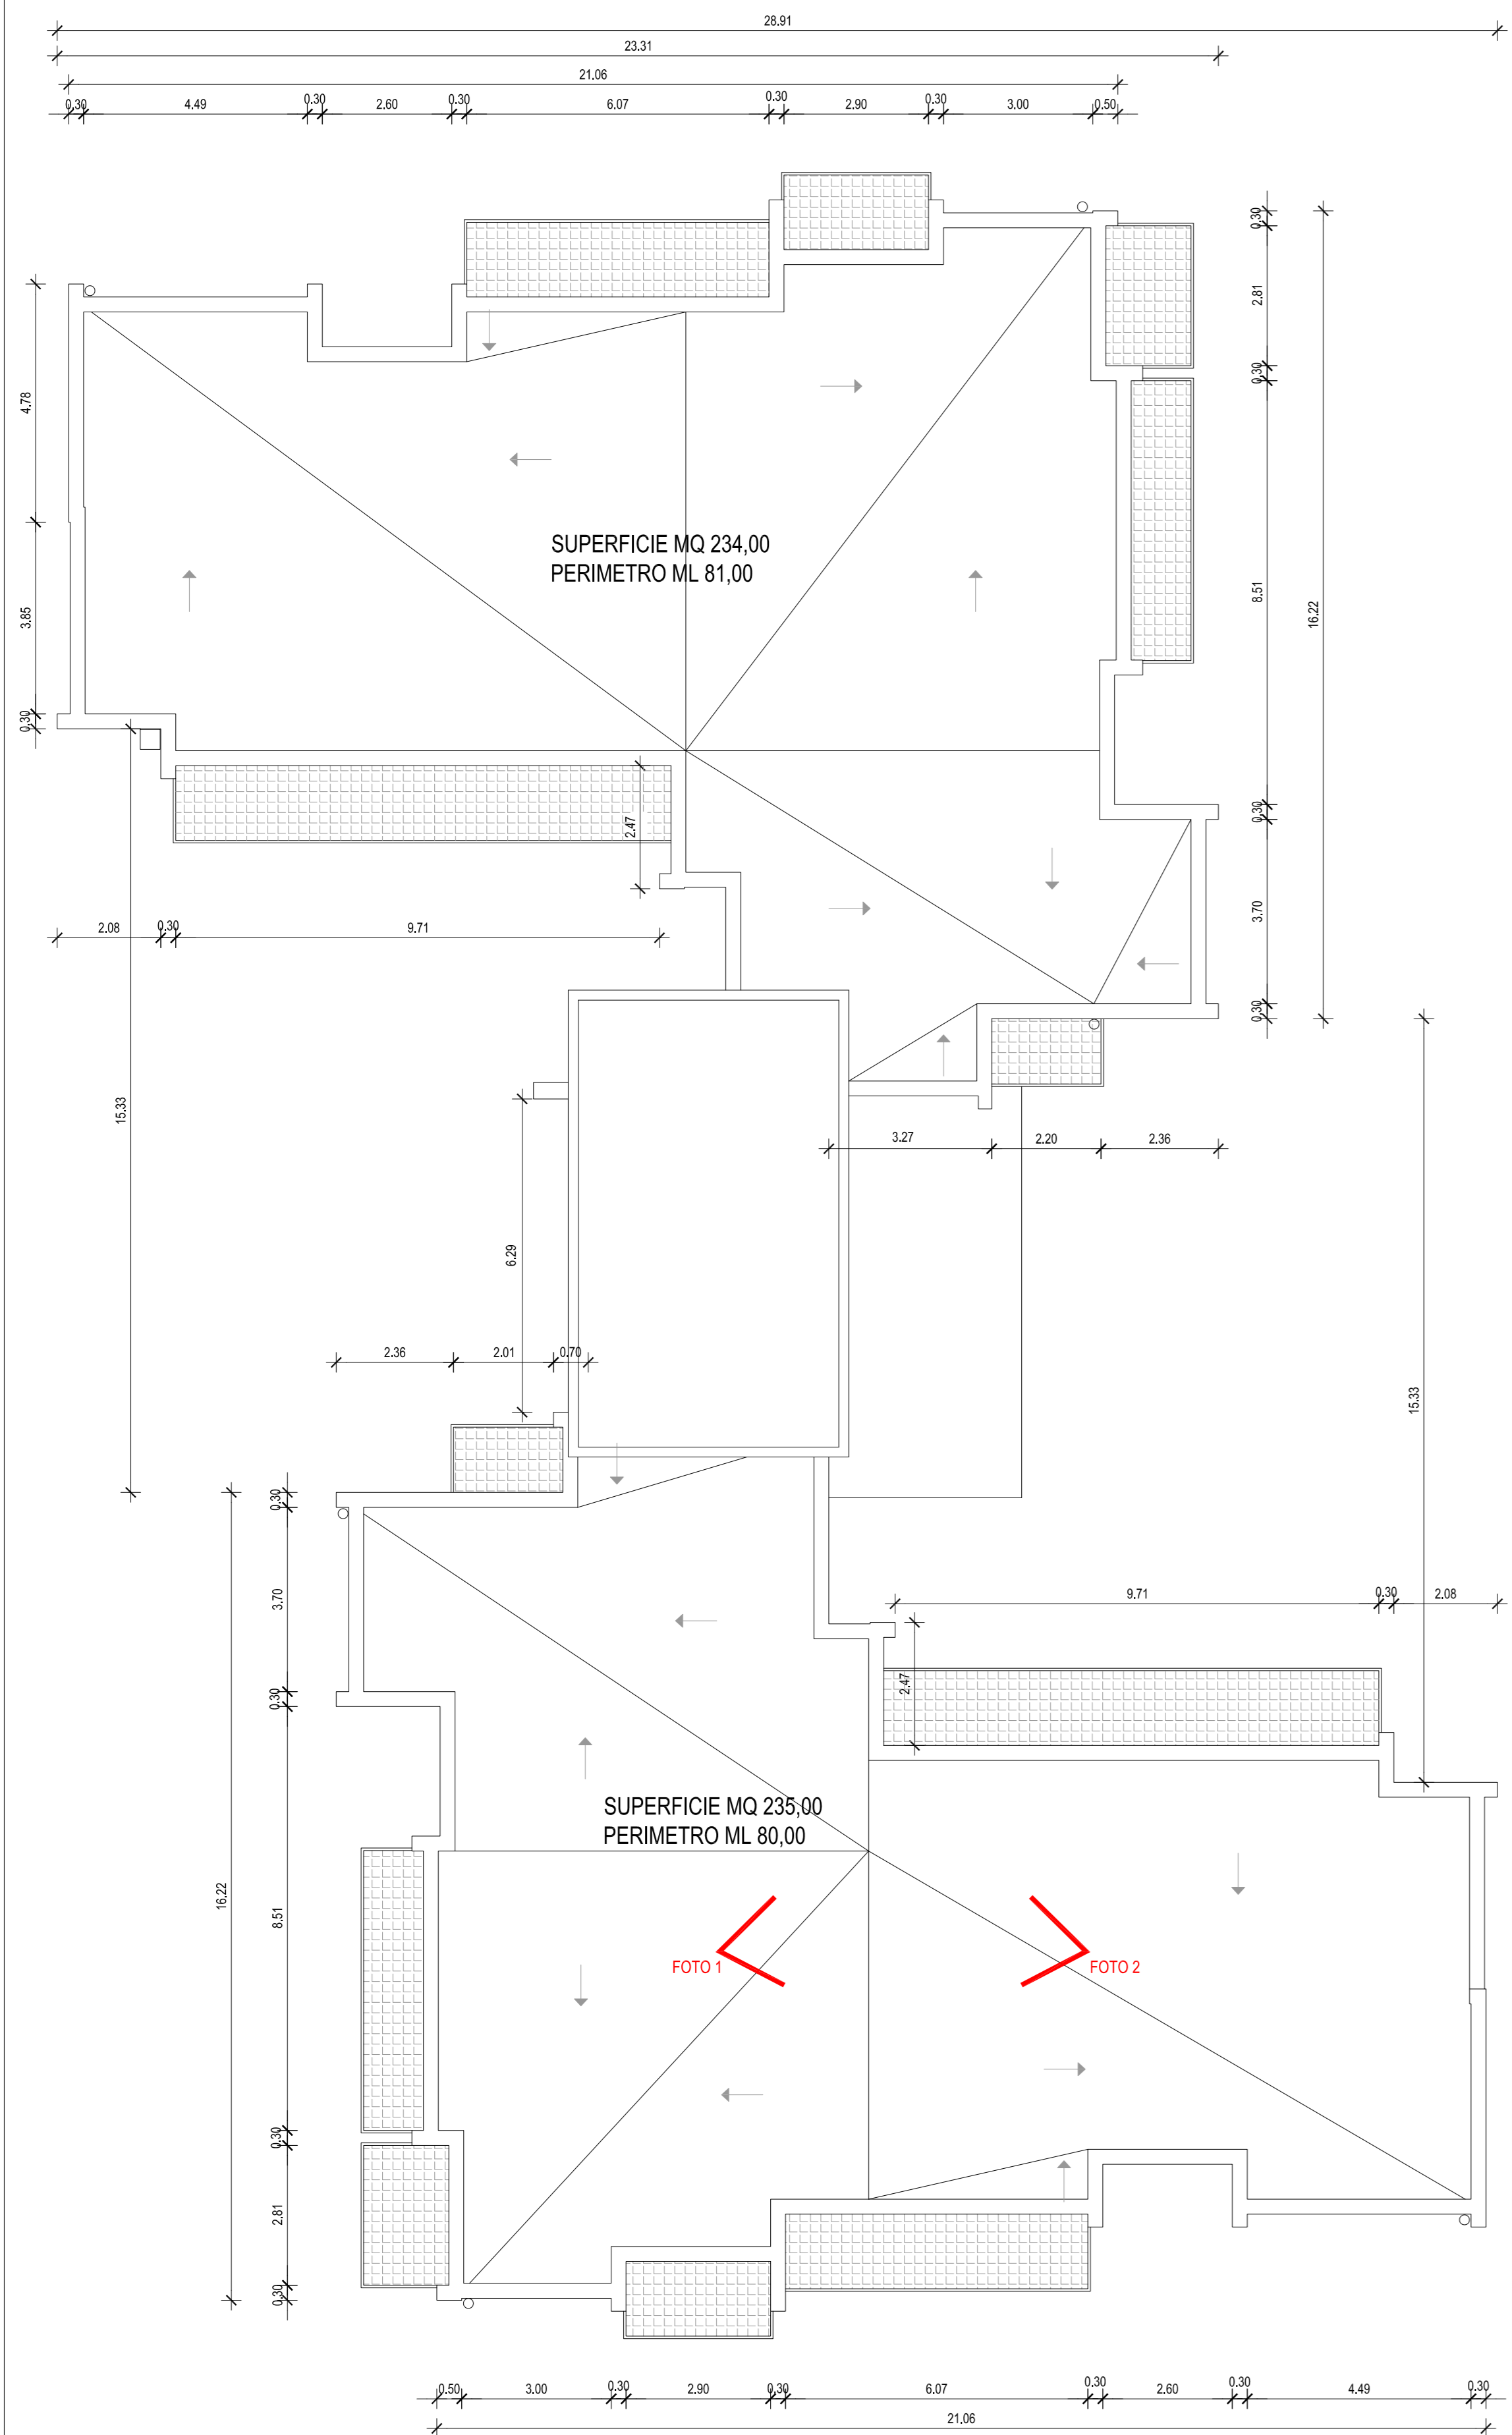 28.91
23.31
21.06
0.30 4.49 0.30 2.60 0.30 6.07 0.30 2.90 0.30 3.00 0.50
0.30
2.81
0.30
8.51
16.22
0.30
3.70
0.30
4.78
3.85
0.30
SUPERFICIE MQ 234,00
PERIMETRO ML 81,00
2.47
2.08 0.30 9.71
15.33
3.27 2.20 2.36
6.29
2.36 2.01 0.70
15.33
9.71 0.30 2.08
2.47
0.30
3.70
0.30
16.22
8.51
0.30
2.81
0.30
SUPERFICIE MQ 235,00
PERIMETRO ML 80,00
FOTO 1 FOTO 2
0.50 3.00 0.30 2.90 0.30 6.07 0.30 2.60 0.30 4.49 0.30
21.06